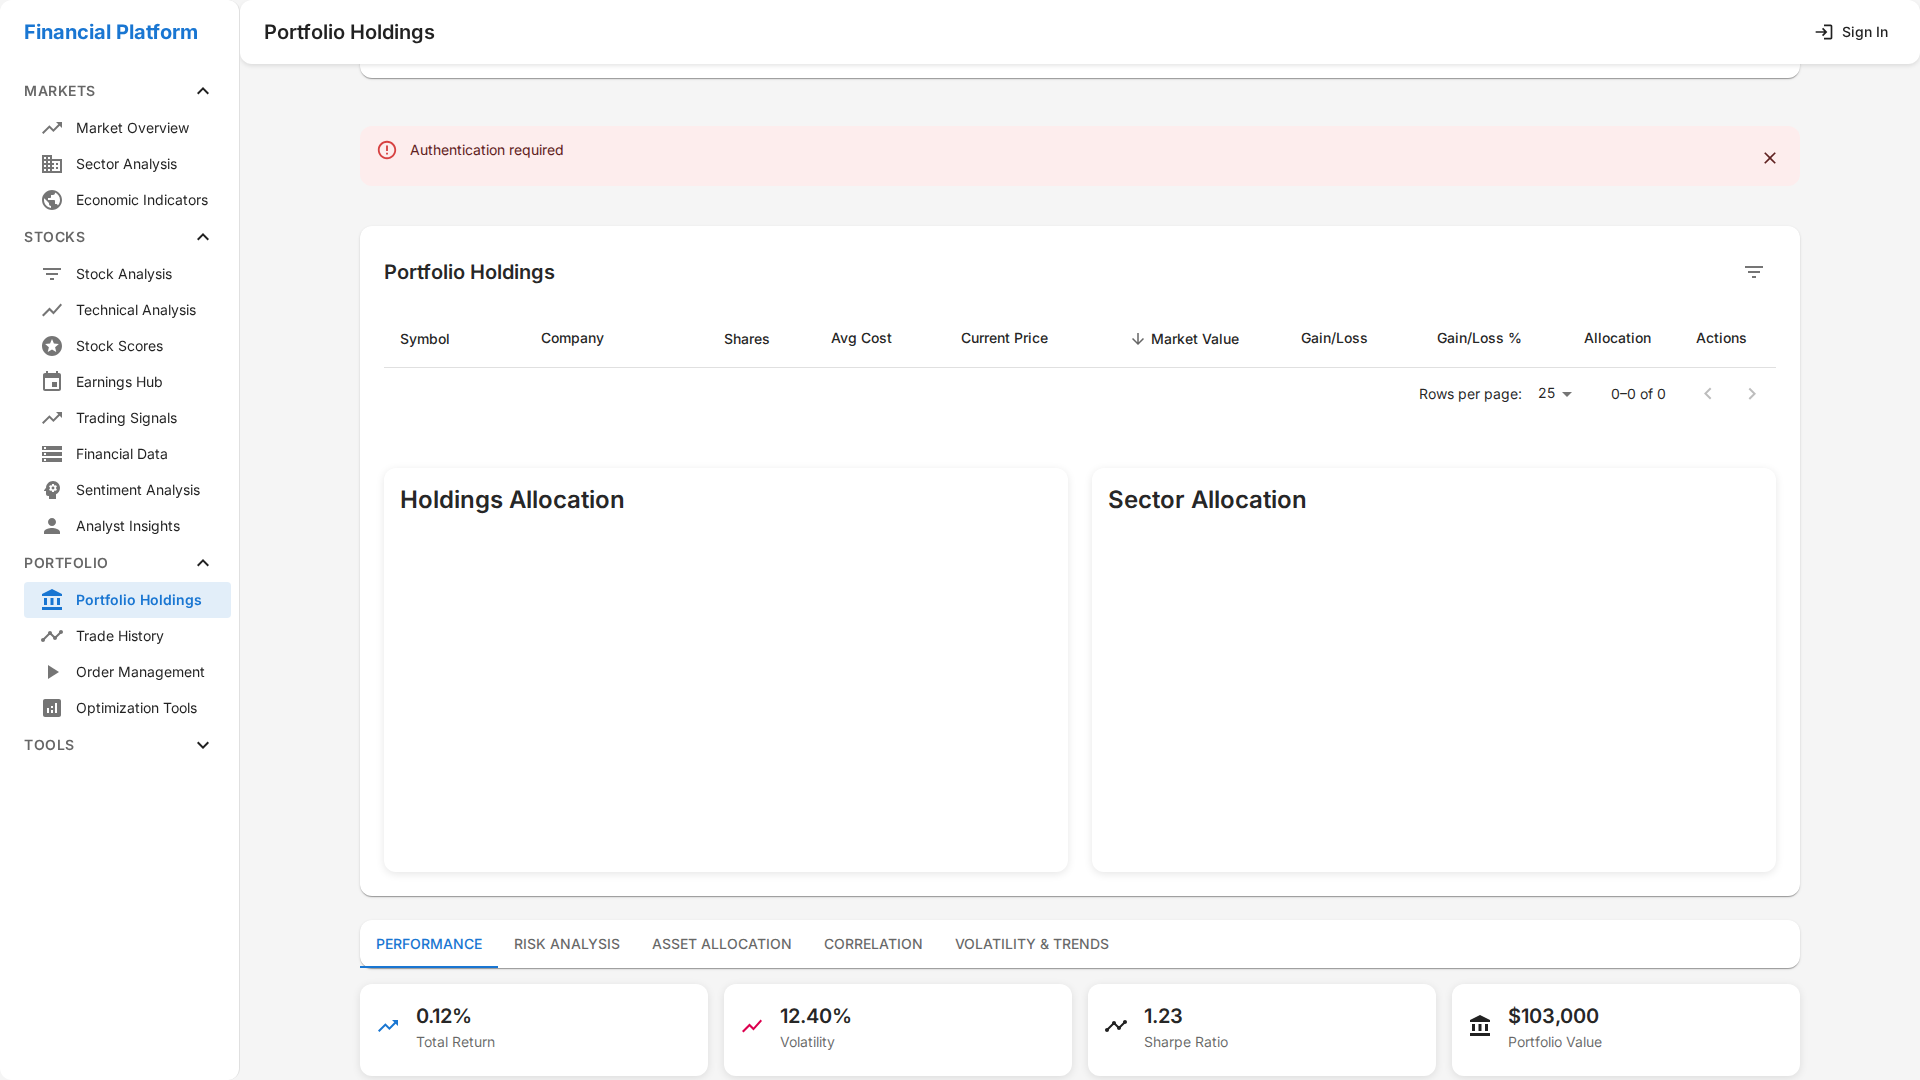 Financial Platform
Portfolio Holdings
Sign In
MARKETS
Market Overview
Sector Analysis
Economic Indicators
STOCKS
Stock Analysis
Technical Analysis
Stock Scores
Earnings Hub
Trading Signals
Financial Data
Sentiment Analysis
Analyst Insights
PORTFOLIO
Portfolio Holdings
Trade History
Order Management
Optimization Tools
TOOLS
Authentication required
Portfolio Holdings
Symbol Company Shares Avg Cost Current Price Market Value Gain/Loss Gain/Loss % Allocation Actions
Rows per page: 25 0–0 of 0
Holdings Allocation
Sector Allocation
PERFORMANCE RISK ANALYSIS ASSET ALLOCATION CORRELATION VOLATILITY & TRENDS
0.12%
Total Return
12.40%
Volatility
1.23
Sharpe Ratio
$103,000
Portfolio Value